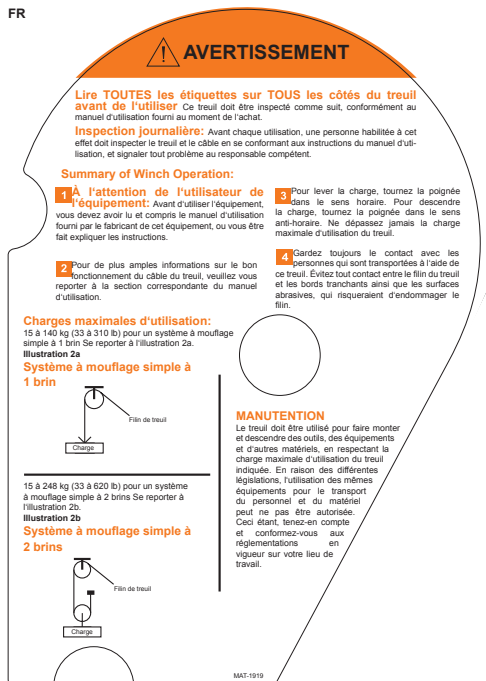 FR
AVERTISSEMENT
Lire TOUTES les étiquettes sur TOUS les côtés du treuil
avant de l'utiliser Ce treuil doit être inspecté comme suit, conformément au
manuel d'utilisation fourni au moment de l'achat.
Inspection journalière: Avant chaque utilisation, une personne habilitée à cet
effet doit inspecter le treuil et le câble en se conformant aux instructions du manuel d'uti-
lisation, et signaler tout problème au responsable compétent.
Summary of Winch Operation:
1 À l'attention de l'utilisateur de
l'équipement: Avant d'utiliser l'équipement,
vous devez avoir lu et compris le manuel d'utilisation
fourni par le fabricant de cet équipement, ou vous être
fait expliquer les instructions.
2 Pour de plus amples informations sur le bon
fonctionnement du câble du treuil, veuillez vous
reporter à la section correspondante du manuel
d'utilisation.
3 Pour lever la charge, tournez la poignée
dans le sens horaire. Pour descendre
la charge, tournez la poignée dans le sens
anti-horaire. Ne dépassez jamais la charge
maximale d'utilisation du treuil.
4 Gardez toujours le contact avec les
personnes qui sont transportées à l'aide de
ce treuil. Évitez tout contact entre le filin du treuil
et les bords tranchants ainsi que les surfaces
abrasives, qui risqueraient d'endommager le
filin.
Charges maximales d'utilisation:
15 à 140 kg (33 à 310 lb) pour un système à mouflage
simple à 1 brin Se reporter à l'illustration 2a.
Illustration 2a
Système à mouflage simple à
1 brin
Filin de treuil
Charge
15 à 248 kg (33 à 620 lb) pour un système
à mouflage simple à 2 brins Se reporter à
l'illustration 2b.
Illustration 2b
Système à mouflage simple à
2 brins
Filin de treuil
Charge
MANUTENTION
Le treuil doit être utilisé pour faire monter
et descendre des outils, des équipements
et d'autres matériels, en respectant la
charge maximale d'utilisation du treuil
indiquée. En raison des différentes
législations, l'utilisation des mêmes
équipements pour le transport
du personnel et du matériel
peut ne pas être autorisée.
Ceci étant, tenez-en compte
et conformez-vous aux
réglementations en
vigueur sur votre lieu de
travail.
MAT-1919